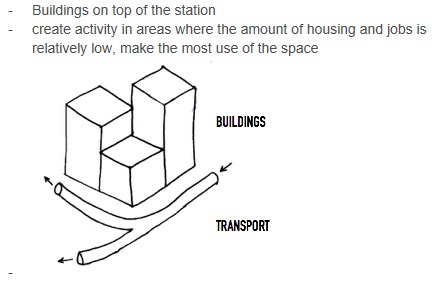 - Buildings on top of the station
- create activity in areas where the amount of housing and jobs is
relatively low, make the most use of the space
BUILDINGS
TRANSPORT
-